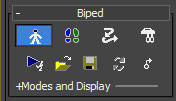 - Biped
+Modes and Display